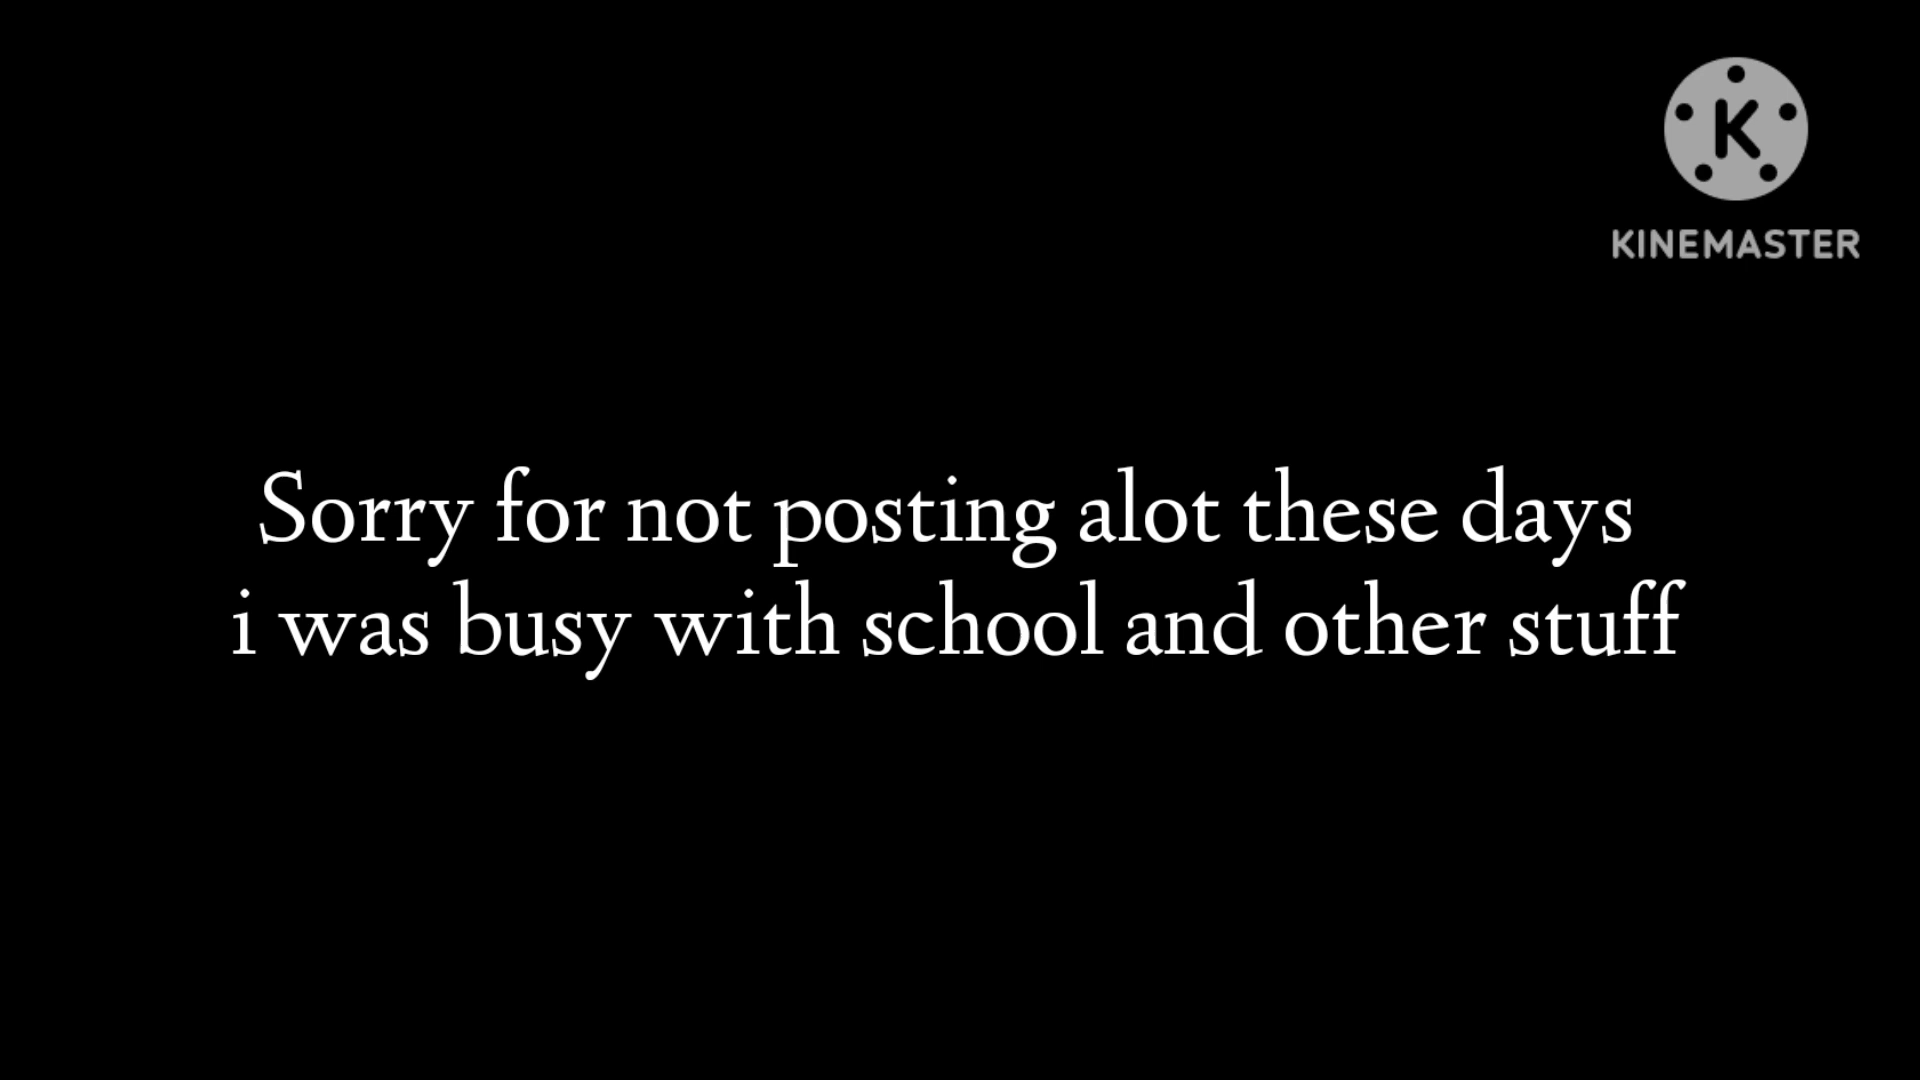 K
KINEMASTER
Sorry for not posting alot these days
i was busy with school and other stuff